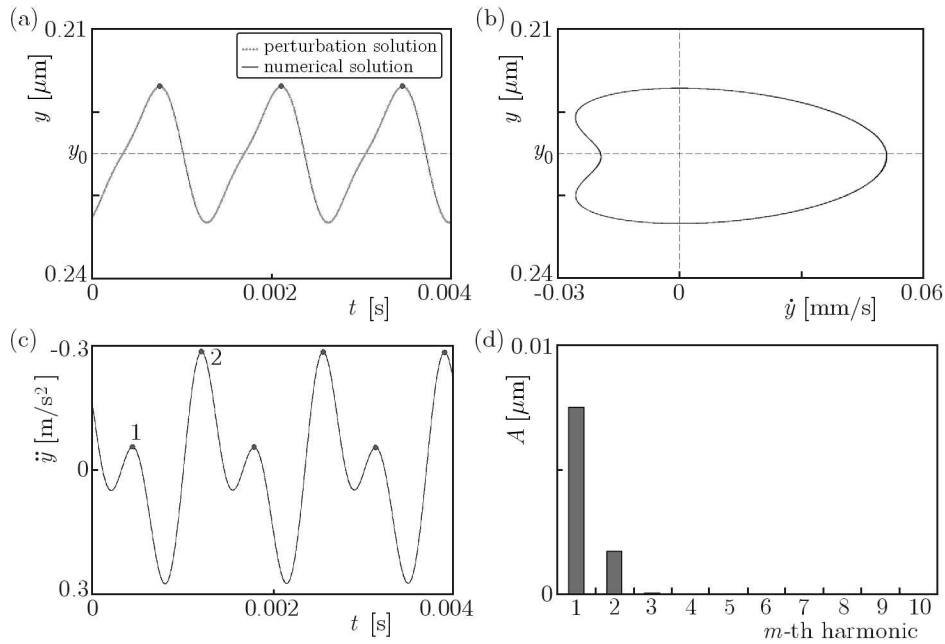 (a)
0.21
y [μm]
y₀
0.24
perturbation solution
numerical solution
0
0.002
0.004
t [s]
(b)
0.21
y [μm]
y₀
0.24
-0.03
0
0.06
ẏ [mm/s]
(c)
-0.3
ÿ [m/s²]
0
0.3
1
2
0
0.002
0.004
t [s]
(d)
0.01
A [μm]
0
1 2 3 4 5 6 7 8 9 10
m-th harmonic